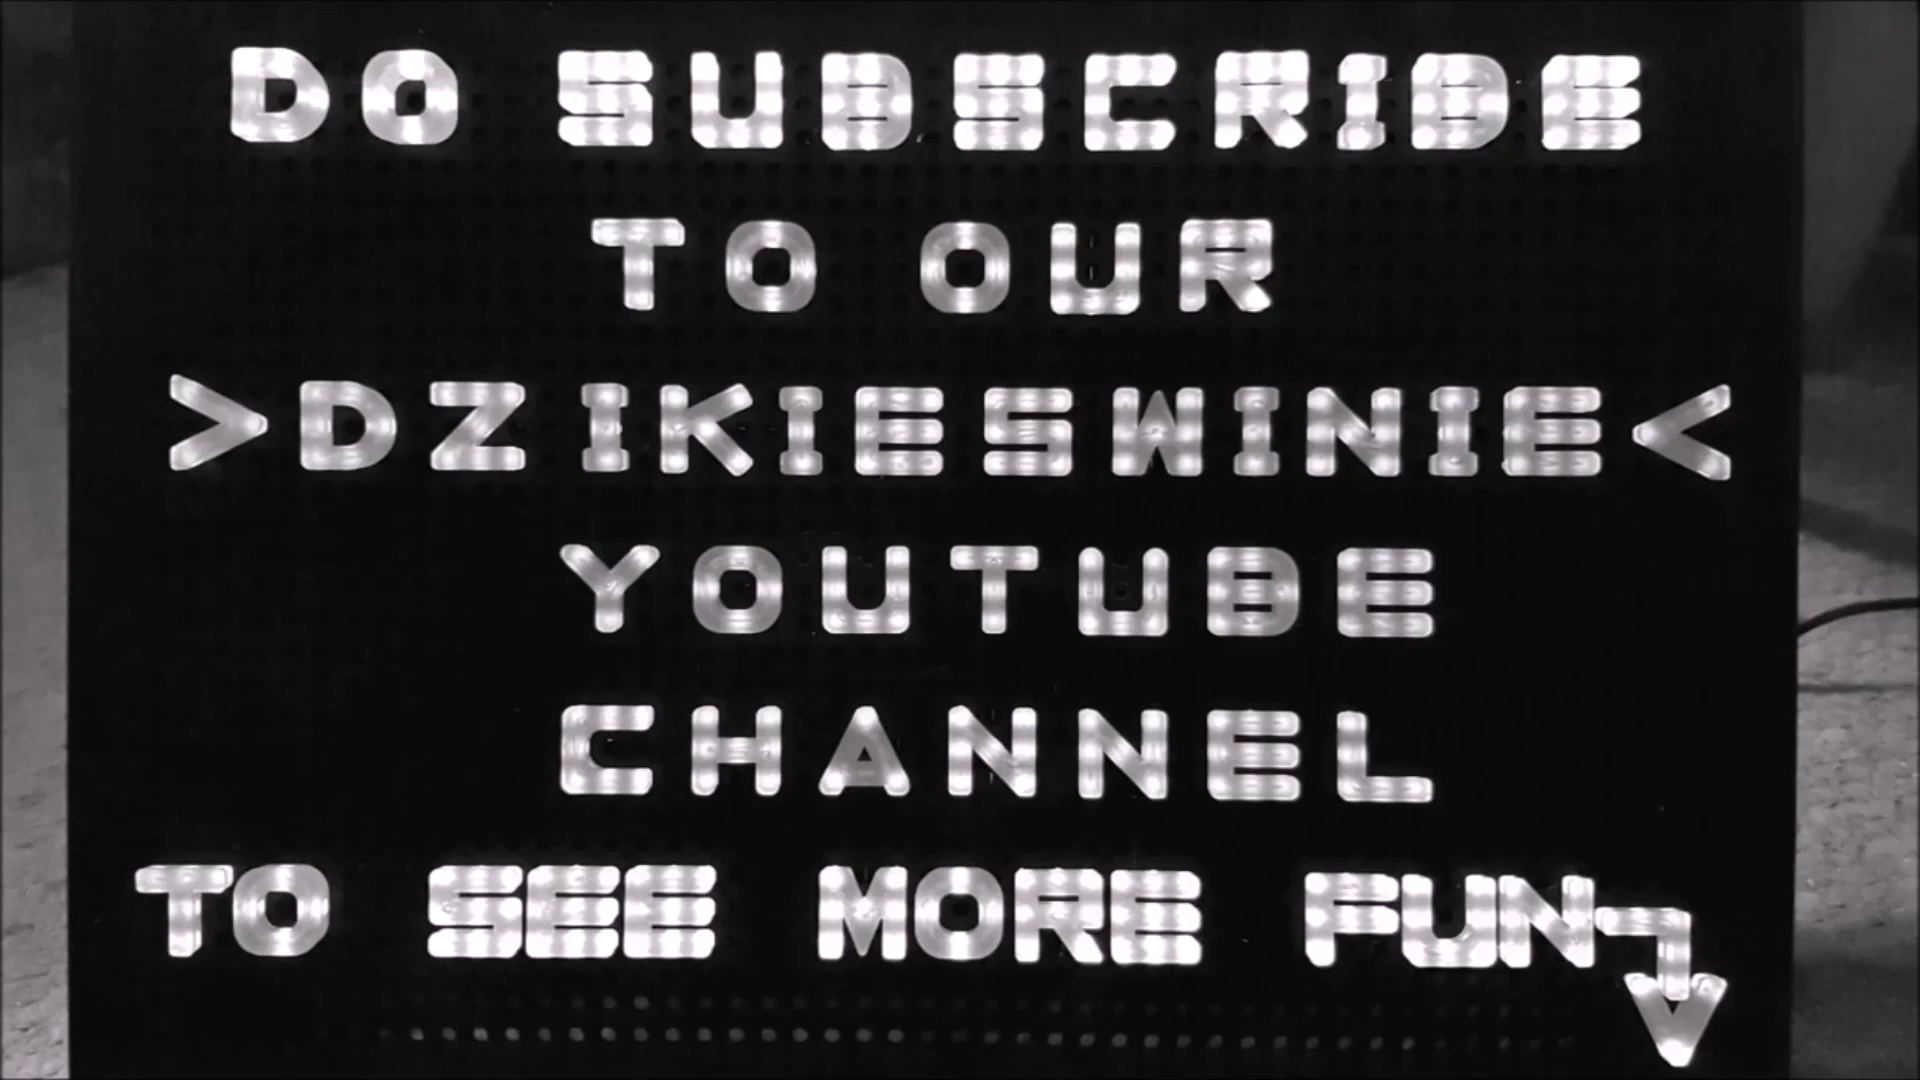 DO SUBSCRIBE
TO OUR
>DZIKIESWINIE<
YOUTUBE
CHANNEL
TO SEE MORE FUN